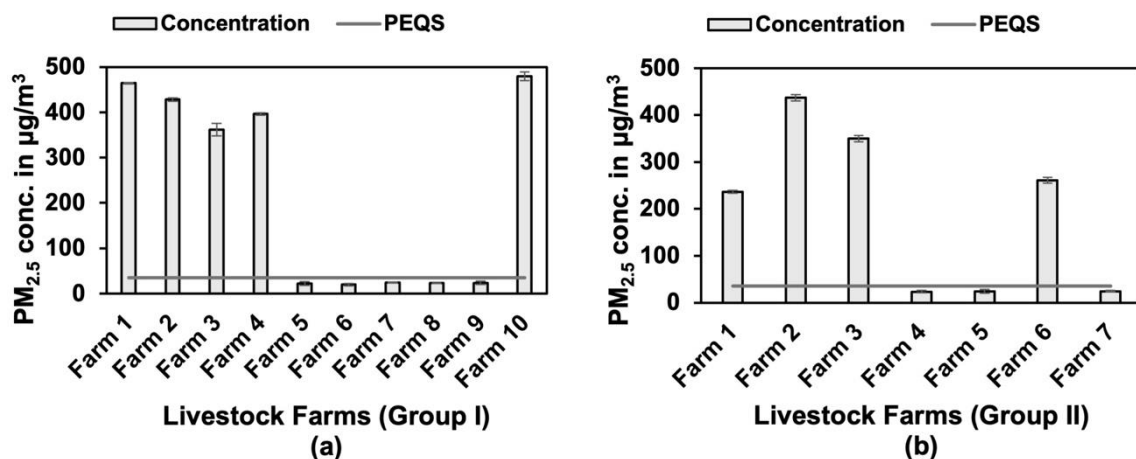 Concentration PEQS
PM2.5 conc. in µg/m³
500
400
300
200
100
0
Farm 1 Farm 2 Farm 3 Farm 4 Farm 5 Farm 6 Farm 7 Farm 8 Farm 9 Farm 10
Livestock Farms (Group I)
(a)
Concentration PEQS
PM2.5 conc. in µg/m³
500
400
300
200
100
0
Farm 1 Farm 2 Farm 3 Farm 4 Farm 5 Farm 6 Farm 7
Livestock Farms (Group II)
(b)